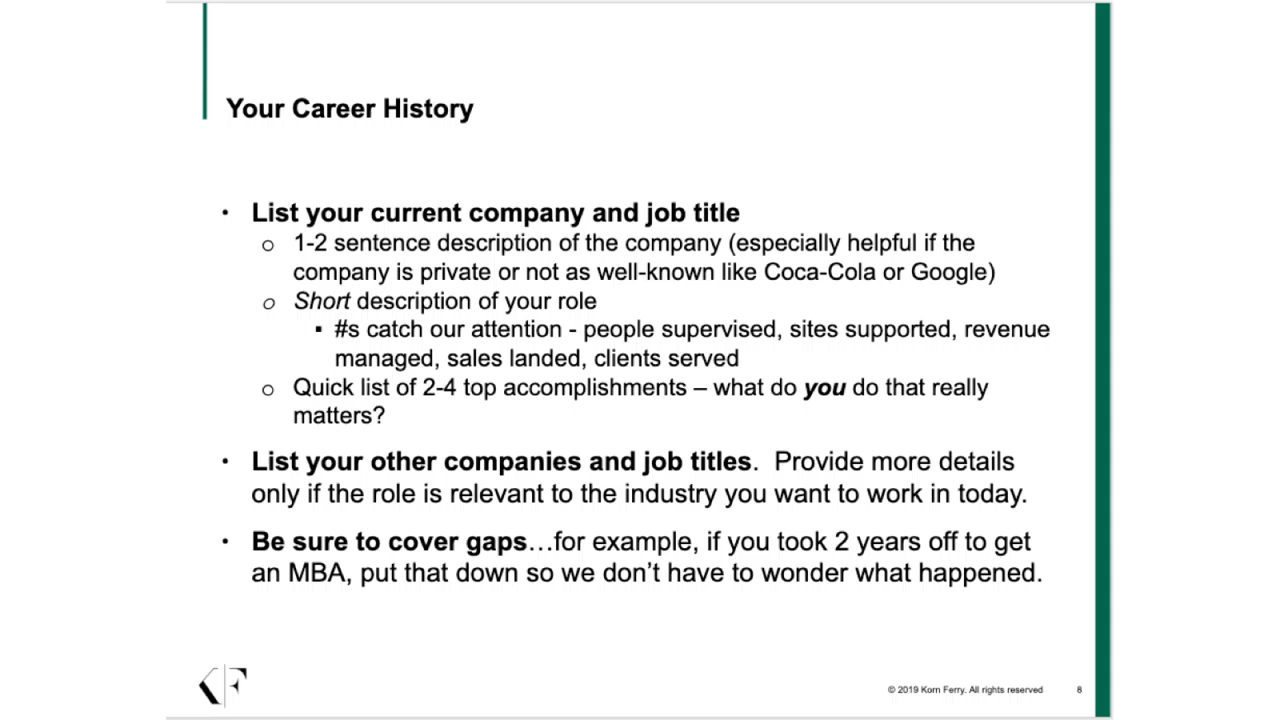 Your Career History
• List your current company and job title
o 1-2 sentence description of the company (especially helpful if the
company is private or not as well-known like Coca-Cola or Google)
o Short description of your role
▪ #s catch our attention - people supervised, sites supported, revenue
managed, sales landed, clients served
o Quick list of 2-4 top accomplishments – what do you do that really
matters?
• List your other companies and job titles.  Provide more details
only if the role is relevant to the industry you want to work in today.
• Be sure to cover gaps…for example, if you took 2 years off to get
an MBA, put that down so we don’t have to wonder what happened.
KF
© 2019 Korn Ferry. All rights reserved 8